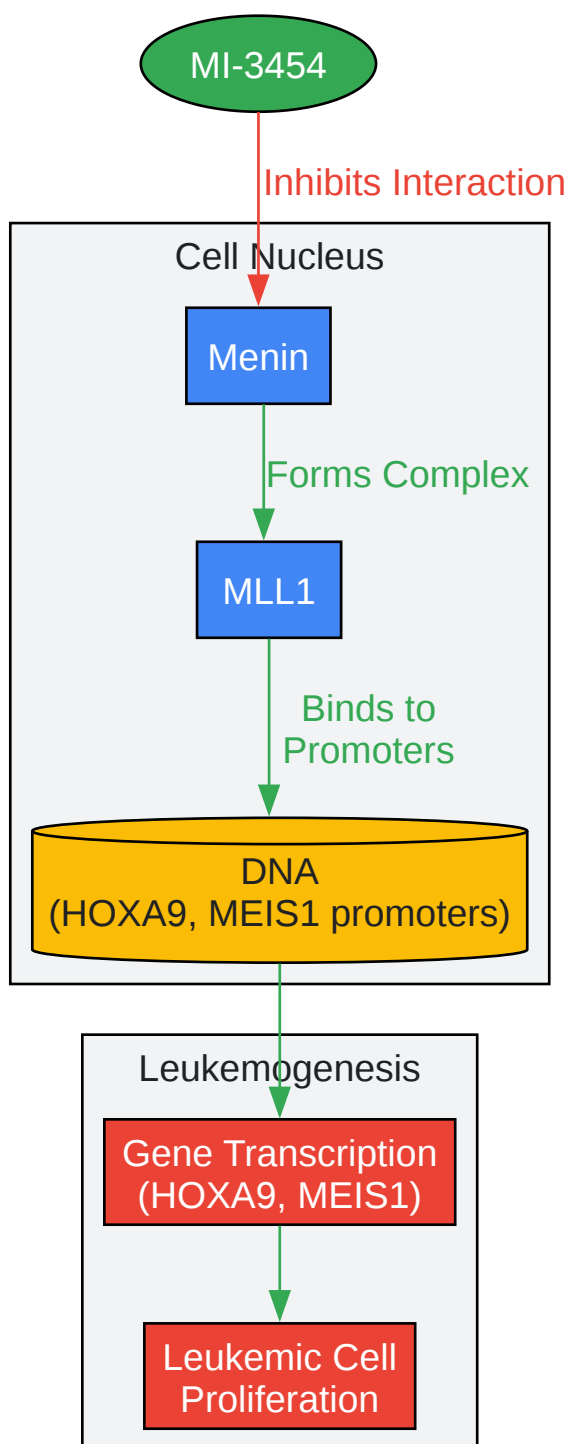 MI-3454
Inhibits Interaction
Cell Nucleus
Menin
Forms Complex
MLL1
Binds to
Promoters
DNA
(HOXA9, MEIS1 promoters)
Leukemogenesis
Gene Transcription
(HOXA9, MEIS1)
Leukemic Cell
Proliferation